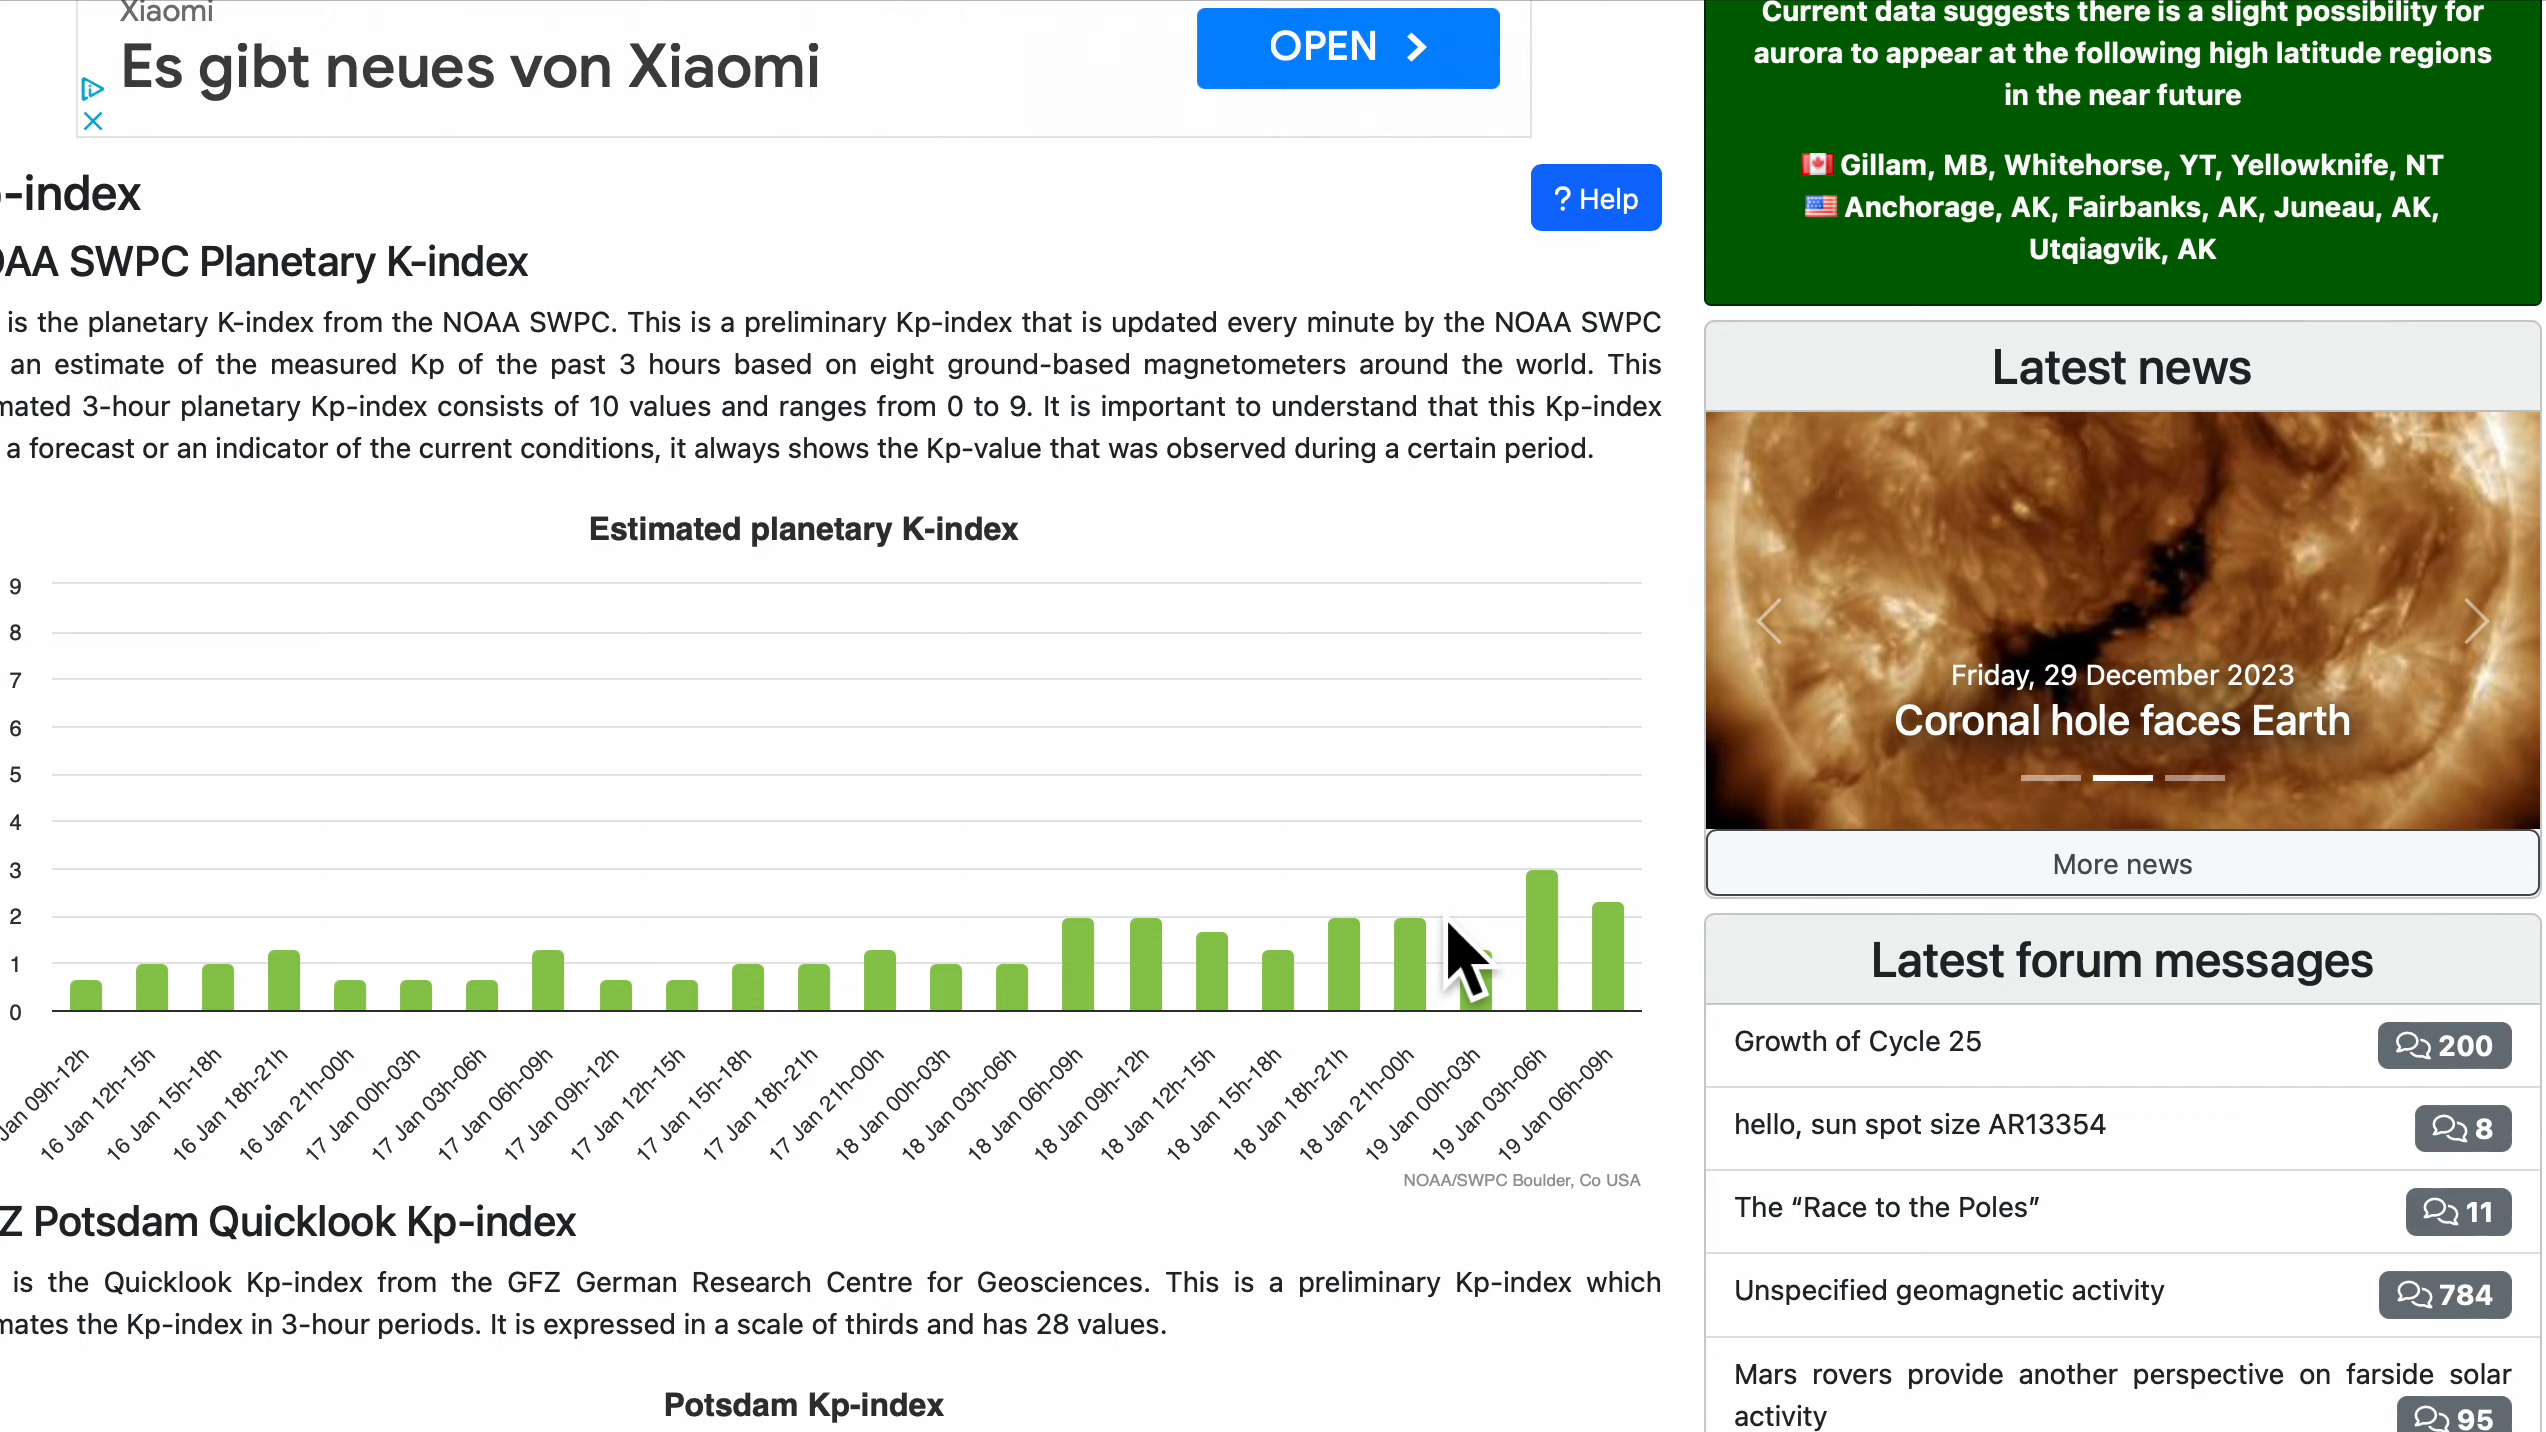 Xiaomi
Es gibt neues von Xiaomi
OPEN
-index
? Help
OAA SWPC Planetary K-index
is the planetary K-index from the NOAA SWPC. This is a preliminary Kp-index that is updated every minute by the NOAA SWPC
an estimate of the measured Kp of the past 3 hours based on eight ground-based magnetometers around the world. This
mated 3-hour planetary Kp-index consists of 10 values and ranges from 0 to 9. It is important to understand that this Kp-index
a forecast or an indicator of the current conditions, it always shows the Kp-value that was observed during a certain period.
Estimated planetary K-index
9
8
7
6
5
4
3
2
1
0
Jan 09h-12h
16 Jan 12h-15h
16 Jan 15h-18h
16 Jan 18h-21h
16 Jan 21h-00h
17 Jan 00h-03h
17 Jan 03h-06h
17 Jan 06h-09h
17 Jan 09h-12h
17 Jan 12h-15h
17 Jan 15h-18h
17 Jan 18h-21h
17 Jan 21h-00h
18 Jan 00h-03h
18 Jan 03h-06h
18 Jan 06h-09h
18 Jan 09h-12h
18 Jan 12h-15h
18 Jan 15h-18h
18 Jan 18h-21h
18 Jan 21h-00h
19 Jan 00h-03h
19 Jan 03h-06h
19 Jan 06h-09h
NOAA/SWPC Boulder, Co USA
Z Potsdam Quicklook Kp-index
is the Quicklook Kp-index from the GFZ German Research Centre for Geosciences. This is a preliminary Kp-index which
mates the Kp-index in 3-hour periods. It is expressed in a scale of thirds and has 28 values.
Potsdam Kp-index
Current data suggests there is a slight possibility for
aurora to appear at the following high latitude regions
in the near future
Gillam, MB, Whitehorse, YT, Yellowknife, NT
Anchorage, AK, Fairbanks, AK, Juneau, AK,
Utqiagvik, AK
Latest news
Friday, 29 December 2023
Coronal hole faces Earth
More news
Latest forum messages
Growth of Cycle 25
200
hello, sun spot size AR13354
8
The “Race to the Poles”
11
Unspecified geomagnetic activity
784
Mars rovers provide another perspective on farside solar
activity
95